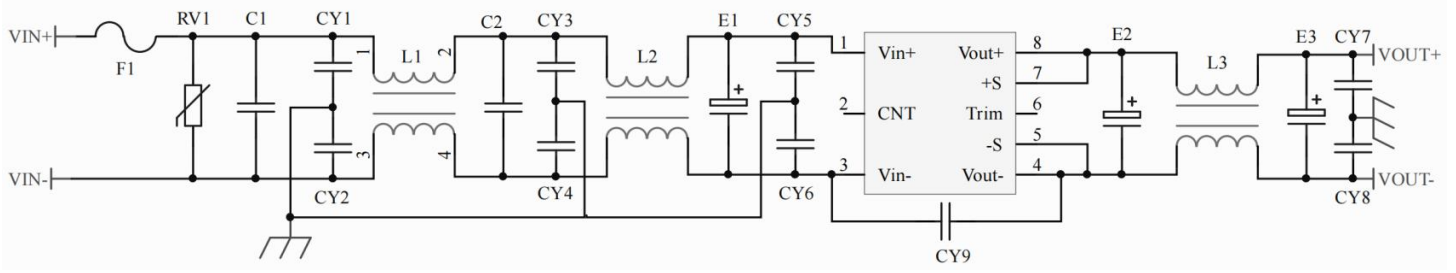 VIN+
F1
RV1
C1
CY1
1
L1
2
C2
CY3
L2
E1
CY5
1
Vin+
Vout+
8
E2
L3
E3
CY7
VOUT+
+S
7
+
2
CNT
Trim
6
+
+
3
4
-S
5
VIN-
CY2
CY4
CY6
3
Vin-
Vout-
4
CY8
VOUT-
CY9